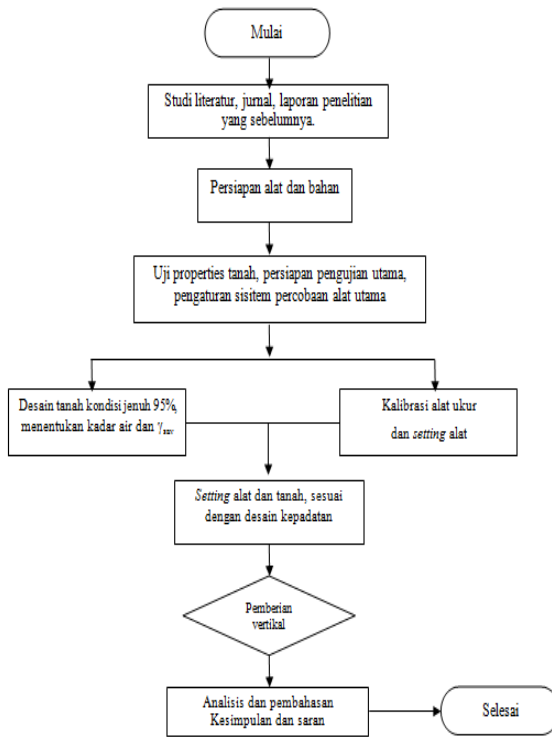 Mulai
Studi literatur, jurnal, laporan penelitian
yang sebelumnya.
Persiapan alat dan bahan
Uji properties tanah, persiapan pengujian utama,
pengaturan sisitem percobaan alat utama
Desain tanah kondisi jenuh 95%,
menentukan kadar air dan
Kalibrasi alat ukur
dan setting alat
Setting alat dan tanah, sesuai
dengan desain kepadatan
Pemberian
vertikal
Analisis dan pembahasan
Kesimpulan dan saran
Selesai